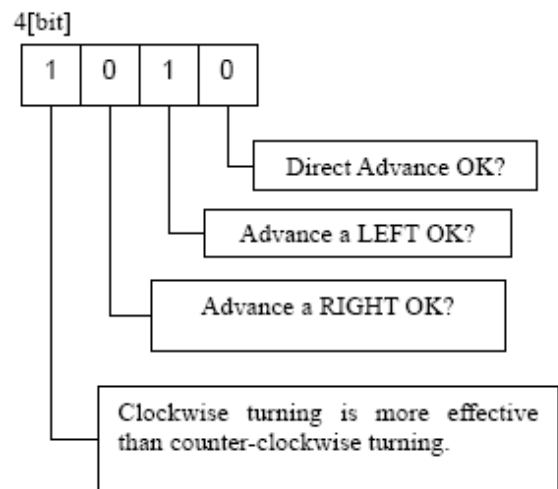 4[bit]
1 0 1 0
Direct Advance OK?
Advance a LEFT OK?
Advance a RIGHT OK?
Clockwise turning is more effective
than counter-clockwise turning.